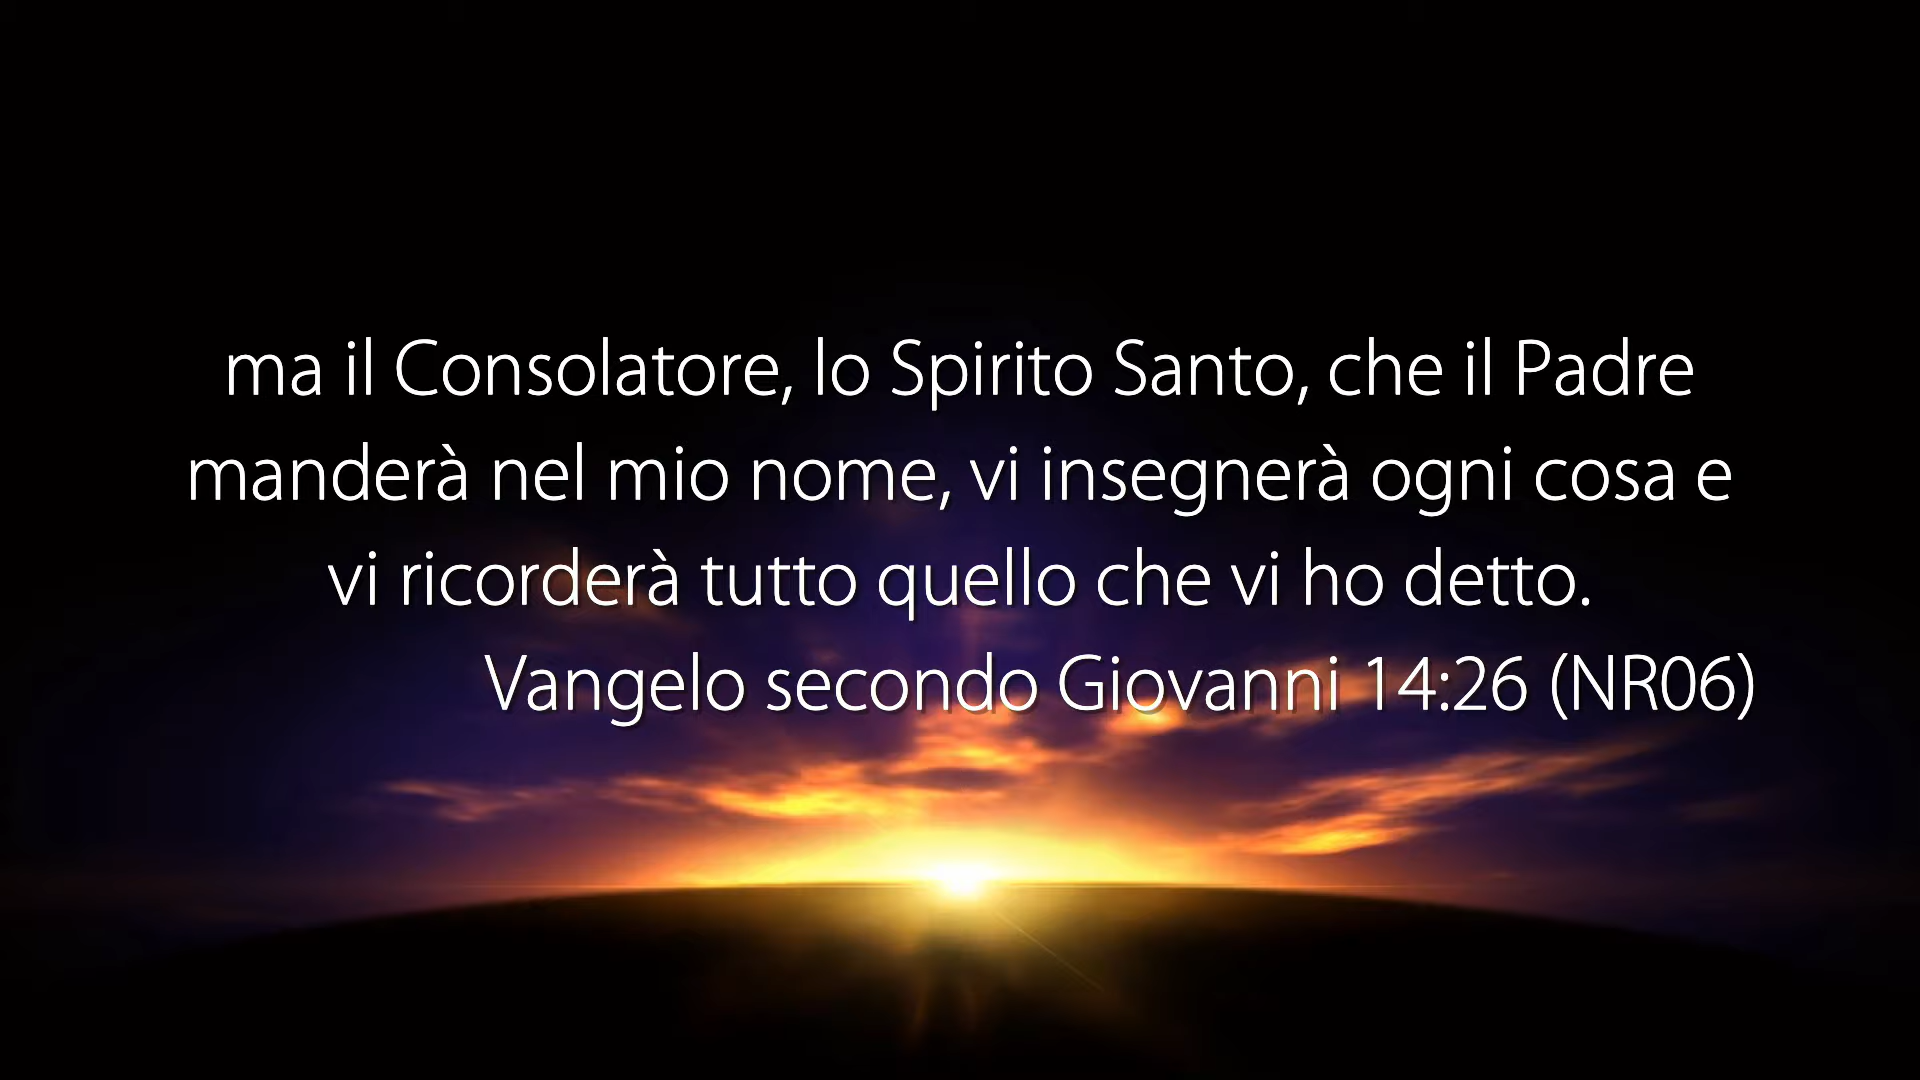 ma il Consolatore, lo Spirito Santo, che il Padre
manderà nel mio nome, vi insegnerà ogni cosa e
vi ricorderà tutto quello che vi ho detto.
Vangelo secondo Giovanni 14:26 (NR06)